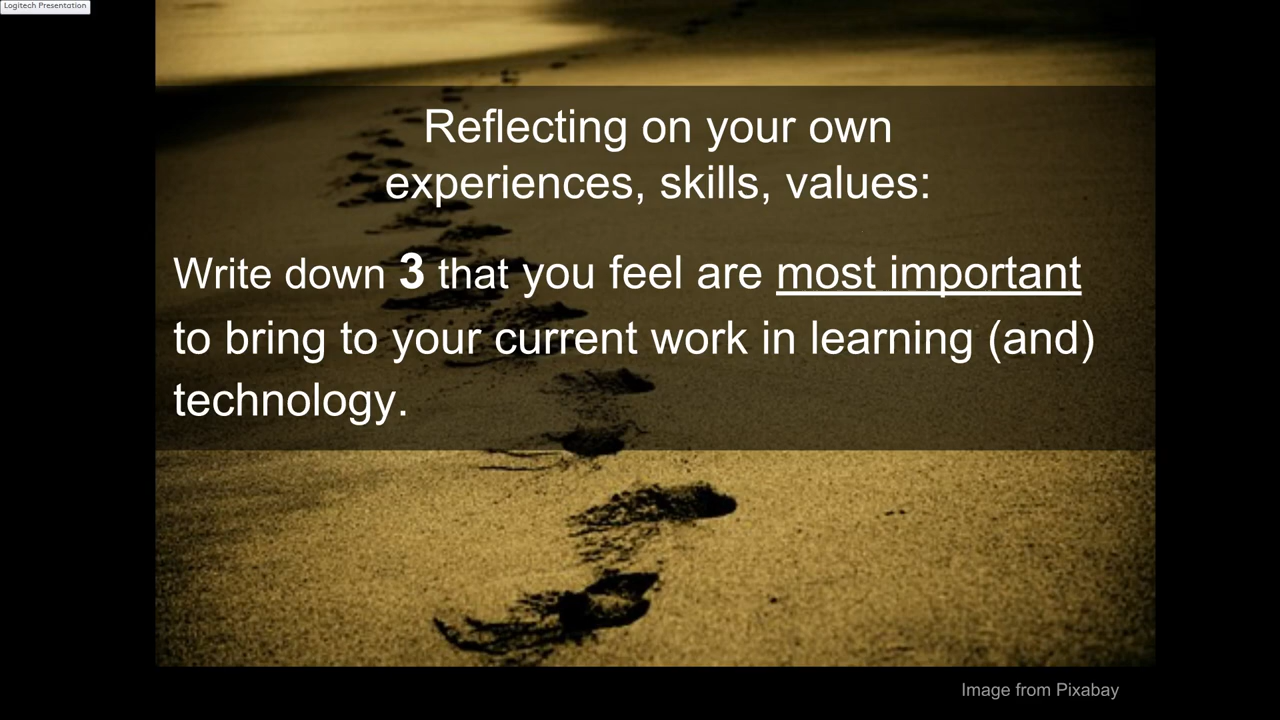 Logitech Presentation
Reflecting on your own
experiences, skills, values:
Write down 3 that you feel are most important
to bring to your current work in learning (and)
technology.
Image from Pixabay